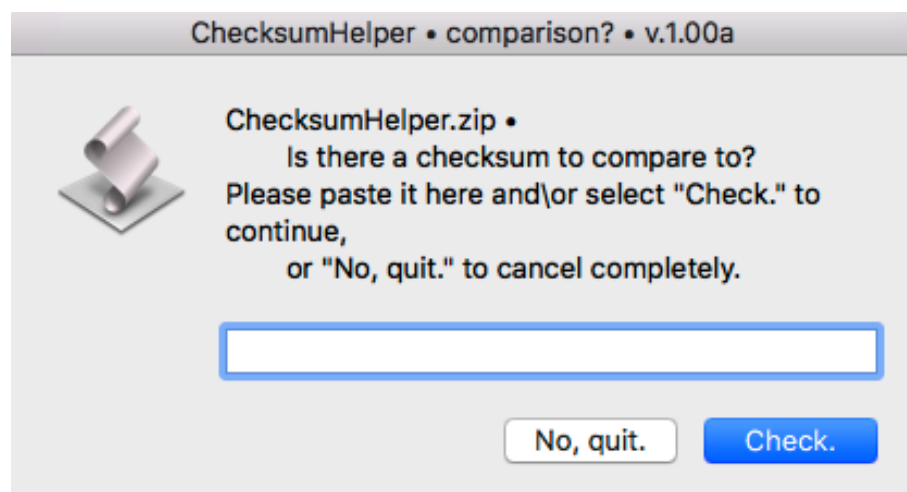 ChecksumHelper • comparison? • v.1.00a
ChecksumHelper.zip •
Is there a checksum to compare to?
Please paste it here and\or select "Check." to
continue,
or "No, quit." to cancel completely.
No, quit.
Check.